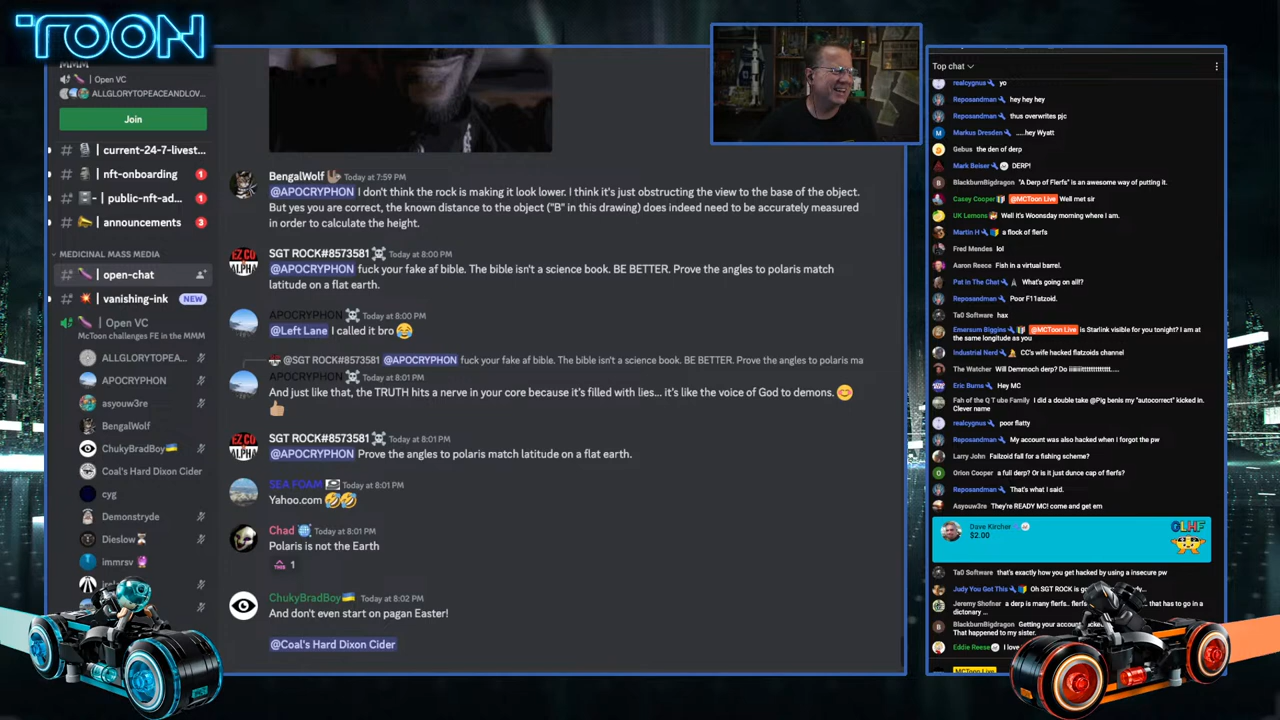 TOON
MMM
Open VC
ALLGLORYTOPEACEANDLOV...
Join
# | current-24-7-livest...
# | nft-onboarding 1
# | public-nft-ad... 1
# | announcements 3
MEDICINAL MASS MEDIA
# | open-chat
# | vanishing-ink NEW
| Open VC
McToon challenges FE in the MMM
ALLGLORYTOPEA...
APOCRYPHON
asyouw3re
BengalWolf
ChukyBradBoy
Coal's Hard Dixon Cider
cyg
Demonstryde
Dieslow
immrsv
BengalWolf Today at 7:59 PM
@APOCRYPHON I don't think the rock is making it look lower. I think it's just obstructing the view to the base of the object.
But yes you are correct, the known distance to the object ("B" in this drawing) does indeed need to be accurately measured
in order to calculate the height.
EZ CO
ALPHA
SGT ROCK#8573581 Today at 8:00 PM
@APOCRYPHON fuck your fake af bible. The bible isn't a science book. BE BETTER. Prove the angles to polaris match
latitude on a flat earth.
APOCRYPHON Today at 8:00 PM
@Left Lane I called it bro 😂
@SGT ROCK#8573581 @APOCRYPHON fuck your fake af bible. The bible isn't a science book. BE BETTER. Prove the angles to polaris ma
APOCRYPHON Today at 8:01 PM
And just like that, the TRUTH hits a nerve in your core because it's filled with lies... it's like the voice of God to demons. 😊
👍🏼
EZ CO
ALPHA
SGT ROCK#8573581 Today at 8:01 PM
@APOCRYPHON Prove the angles to polaris match latitude on a flat earth.
SEA FOAM Today at 8:01 PM
Yahoo.com 🤣🤣
Chad Today at 8:01 PM
Polaris is not the Earth
THIS 1
ChukyBradBoy Today at 8:02 PM
And don't even start on pagan Easter!
@Coal's Hard Dixon Cider
Top chat
realcygnus yo
Reposandman hey hey hey
Reposandman thus overwrites pjc
Markus Dresden .....hey Wyatt
Gebus the den of derp
Mark Beiser DERP!
BlackburnBigdragon "A Derp of Flerfs" is an awesome way of putting it.
Casey Cooper @MCToon Live Well met sir
UK Lemons Well it's Woonsday morning where I am.
Martin H a flock of flerfs
Fred Mendes lol
Aaron Reece Fish in a virtual barrel.
Pat In The Chat What's going on all!?
Reposandman Poor F11atzoid.
Ta0 Software hax
Emersum Biggins @MCToon Live is Starlink visible for you tonight? I am at
the same longitude as you
Industrial Nerd CC's wife hacked flatzoids channel
The Watcher Will Demmoch derp? Do iiiiiiittttttttttt......
Eric Burns Hey MC
Fah of the Q T ube Family I did a double take @Pig benis my "autocorrect" kicked in.
Clever name
realcygnus poor flatty
Reposandman My account was also hacked when I forgot the pw
Larry John Failzoid fall for a fishing scheme?
Orion Cooper a full derp? Or is it just dunce cap of flerfs?
Reposandman That's what I said.
Asyouw3re They're READY MC! come and get em
Dave Kircher
$2.00
GLHF
Ta0 Software that's exactly how you get hacked by using a insecure pw
Judy You Got This Oh SGT ROCK is
Jeremy Shofner a derp is many flerfs.. flerfs that has to go in a
dictonary ..
BlackburnBigdragon Getting your account
That happened to my sister.
Eddie Reese I love
MCToon Live